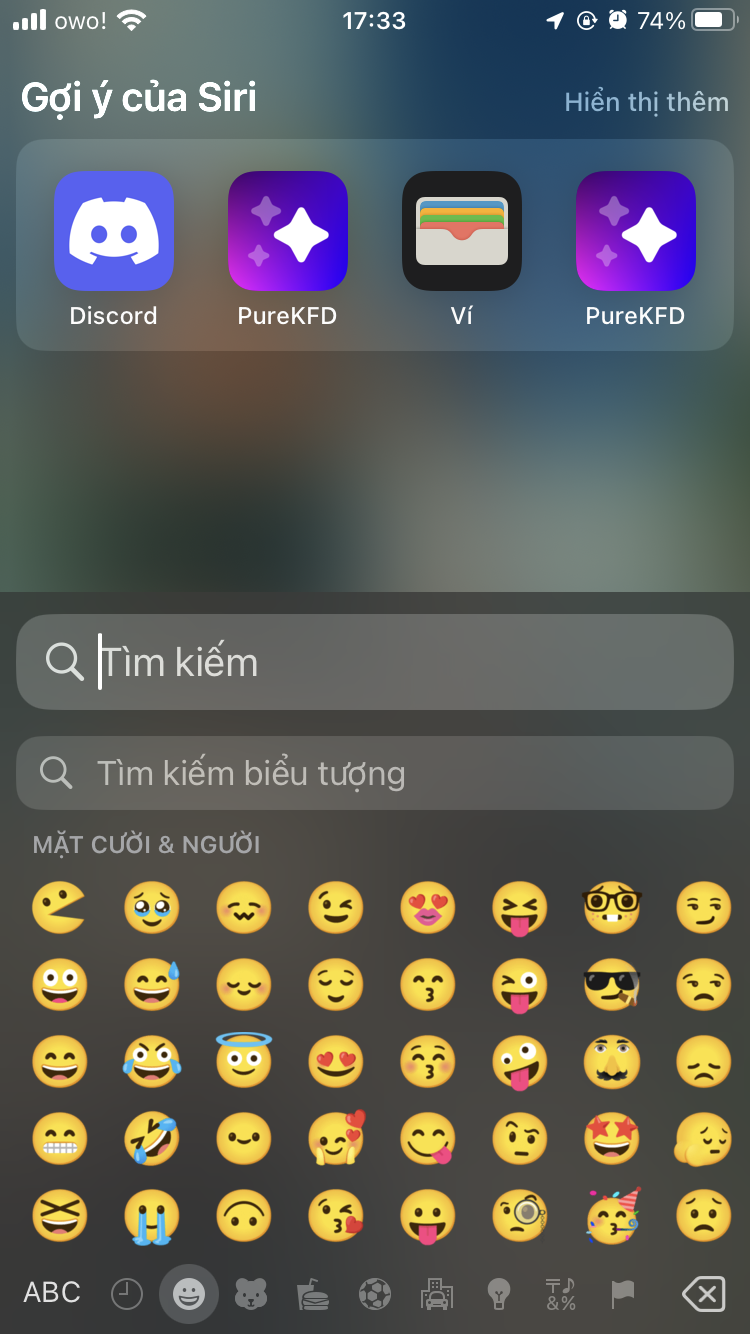 owo! 17:33 74%
Gợi ý của Siri Hiển thị thêm
Discord PureKFD Ví PureKFD
Tìm kiếm
Tìm kiếm biểu tượng
MẶT CƯỜI & NGƯỜI
ABC